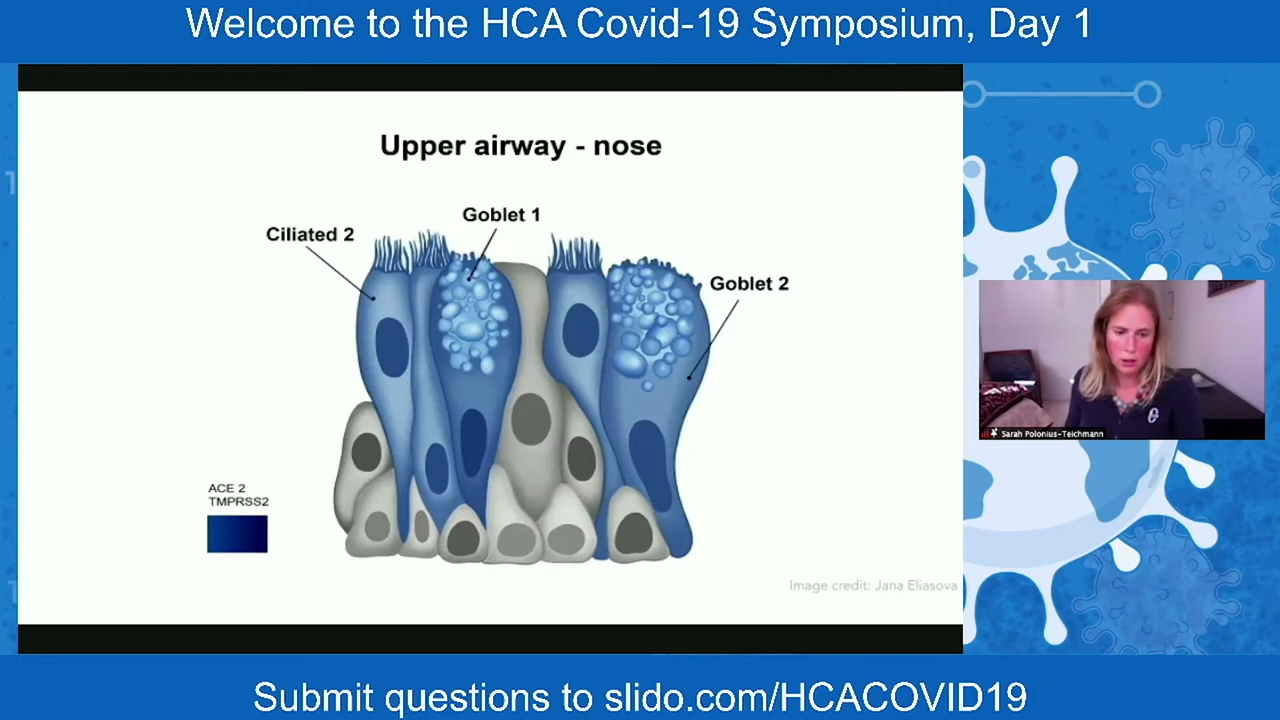 Welcome to the HCA Covid-19 Symposium, Day 1
Upper airway - nose
Goblet 1
Ciliated 2
Goblet 2
ACE 2
TMPRSS2
Image credit: Jana Eliasova
Sarah Polonius-Teichmann
Submit questions to slido.com/HCACOVID19